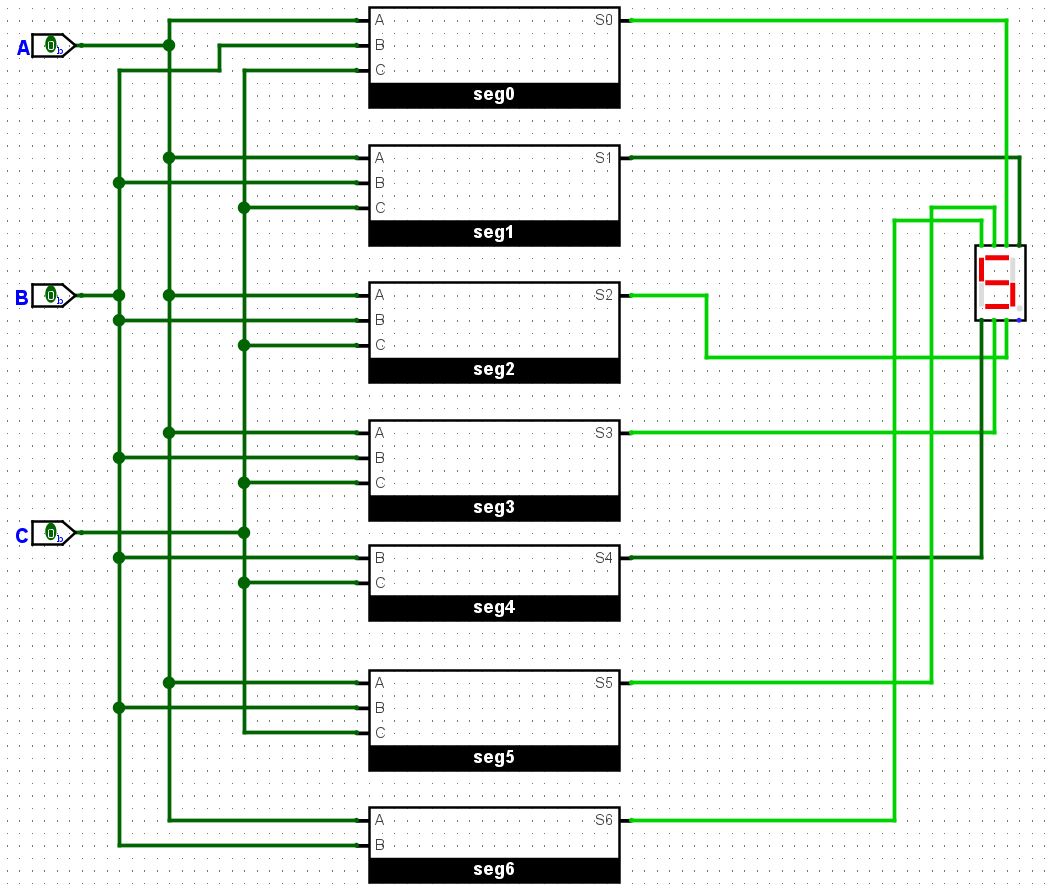 A 0 b
A S0
B
C
seg0
A S1
B
C
seg1
B 0 b
A S2
B
C
seg2
A S3
B
C
seg3
C 0 b
B S4
C
seg4
A S5
B
C
seg5
A S6
B
seg6